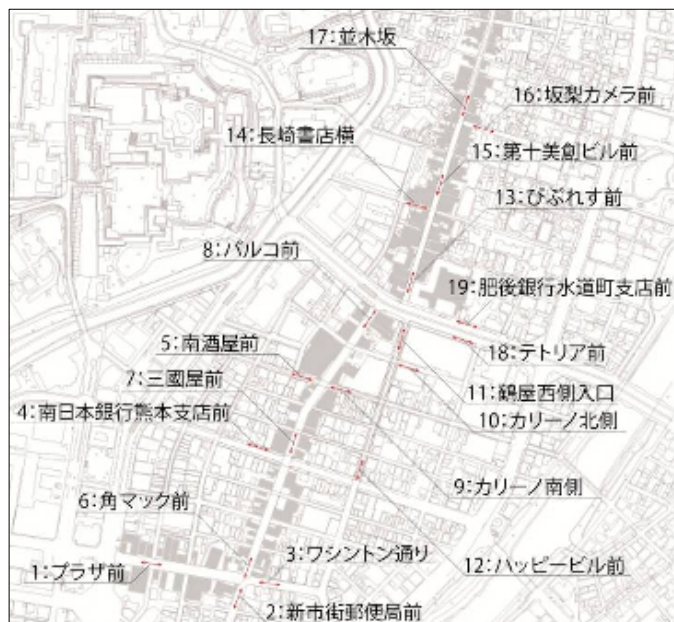 17：並木坂
16：坂梨カメラ前
14：長崎書店横
15：第十美創ビル前
13：びぷれす前
8：パルコ前
19：肥後銀行水道町支店前
5：南酒屋前
18：テトリア前
7：三國屋前
11：鶴屋西側入口
4：南日本銀行熊本支店前
10：カリーノ北側
9：カリーノ南側
6：角マック前
3：ワシントン通り
12：ハッピービル前
1：プラザ前
2：新市街郵便局前